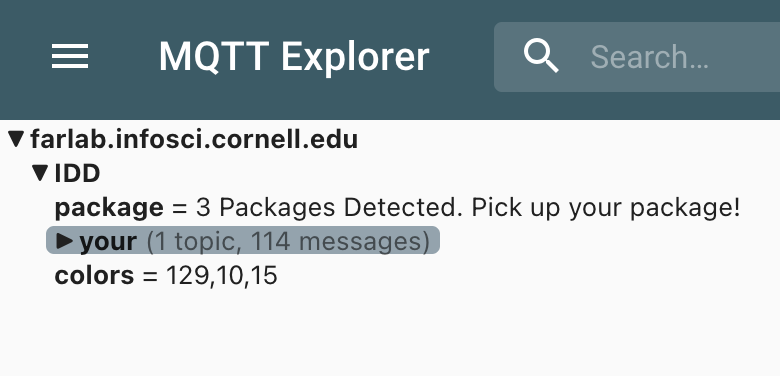 MQTT Explorer
Search...
farlab.infosci.cornell.edu
IDD
package = 3 Packages Detected. Pick up your package!
your (1 topic, 114 messages)
colors = 129,10,15